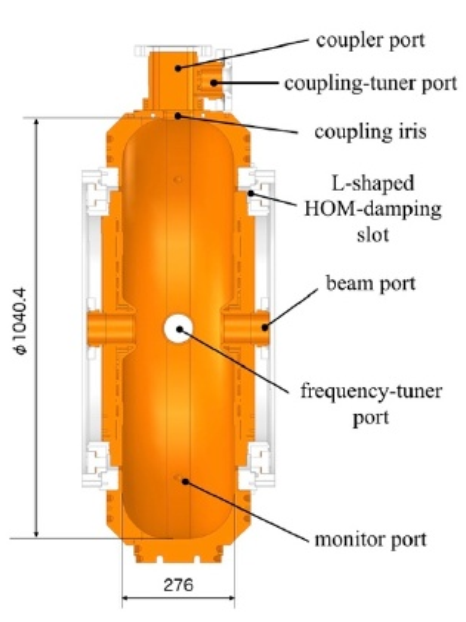 coupler port
coupling-tuner port
coupling iris
L-shaped
HOM-damping
slot
beam port
ϕ1040.4
frequency-tuner
port
monitor port
276